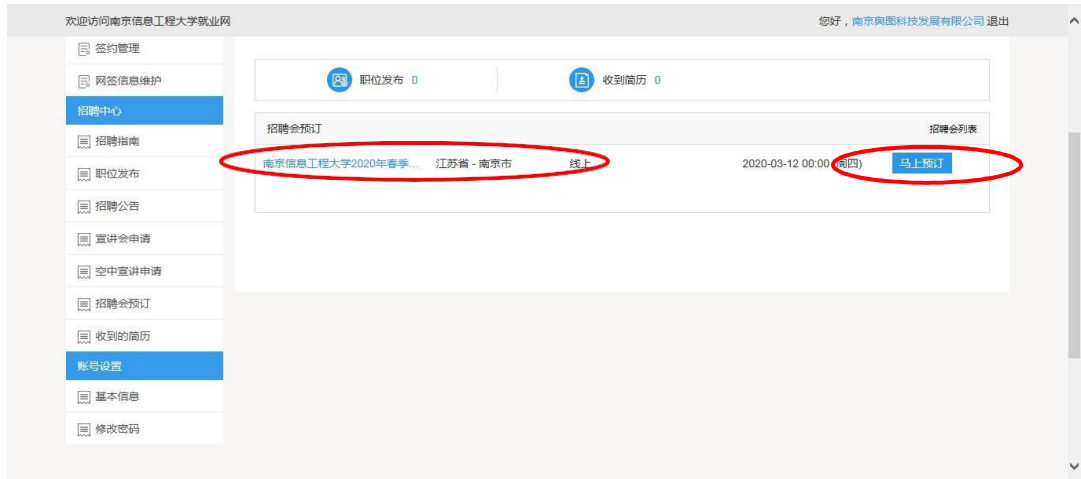 欢迎访问南京信息工程大学就业网
您好，南京舆图科技发展有限公司 退出
签约管理
网签信息维护
招聘中心
招聘指南
职位发布
招聘公告
宣讲会申请
空中宣讲申请
招聘会预订
收到的简历
账号设置
基本信息
修改密码
职位发布 0
收到简历 0
招聘会预订
招聘会列表
南京信息工程大学2020年春季... 江苏省 - 南京市 线上 2020-03-12 00:00 (周四) 马上预订